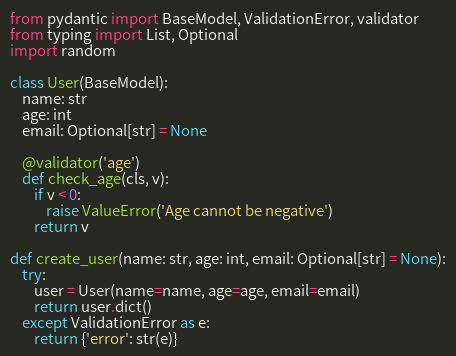 from pydantic import BaseModel, ValidationError, validator
from typing import List, Optional
import random

class User(BaseModel):
    name: str
    age: int
    email: Optional[str] = None

    @validator('age')
    def check_age(cls, v):
        if v < 0:
            raise ValueError('Age cannot be negative')
        return v

def create_user(name: str, age: int, email: Optional[str] = None):
    try:
        user = User(name=name, age=age, email=email)
        return user.dict()
    except ValidationError as e:
        return {'error': str(e)}